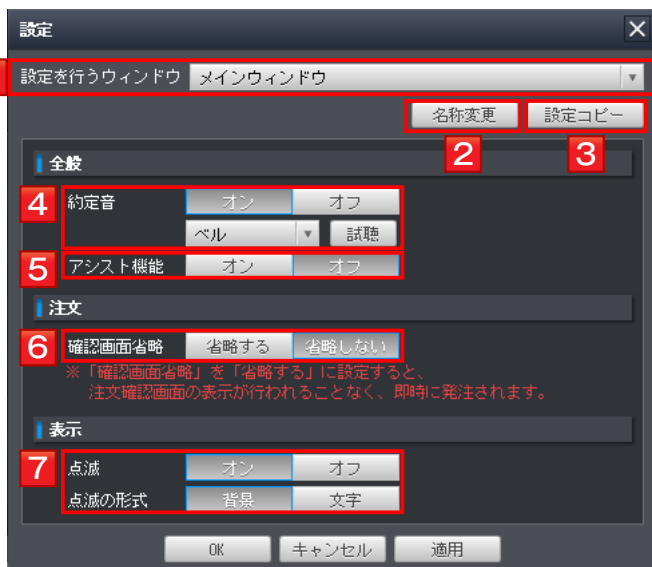 設定
設定を行うウィンドウ メインウィンドウ
名称変更 設定コピー
2 3
全般
4 約定音 オン オフ
ベル 試聴
5 アシスト機能 オン オフ
注文
6 確認画面省略 省略する 省略しない
※「確認画面省略」を「省略する」に設定すると、
注文確認画面の表示が行われることなく、即時に発注されます。
表示
7 点滅 オン オフ
点滅の形式 背景 文字
OK キャンセル 適用